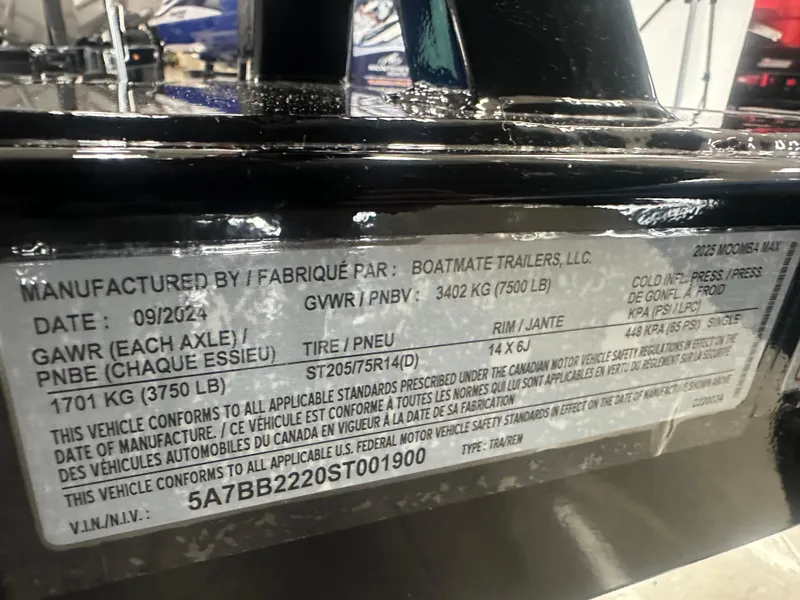 2025 MOOMBA MAX
MANUFACTURED BY / FABRIQUÉ PAR : BOATMATE TRAILERS, LLC.
DATE : 09/2024 GVWR / PNBV : 3402 KG (7500 LB)
COLD INFL. PRESS. / PRESS.
DE GONFL. À FROID
KPA (PSI / LPC)
GAWR (EACH AXLE) /
PNBE (CHAQUE ESSIEU) TIRE / PNEU RIM / JANTE
1701 KG (3750 LB) ST205/75R14(D) 14 X 6J 448 KPA (65 PSI) SINGLE
THIS VEHICLE CONFORMS TO ALL APPLICABLE STANDARDS PRESCRIBED UNDER THE CANADIAN MOTOR VEHICLE SAFETY REGULATIONS IN EFFECT ON THE
DATE OF MANUFACTURE. / CE VÉHICULE EST CONFORME À TOUTES LES NORMES QUI LUI SONT APPLICABLES EN VERTU DU RÈGLEMENT SUR LA SÉCURITÉ
DES VÉHICULES AUTOMOBILES DU CANADA EN VIGUEUR À LA DATE DE SA FABRICATION
THIS VEHICLE CONFORMS TO ALL APPLICABLE U.S. FEDERAL MOTOR VEHICLE SAFETY STANDARDS IN EFFECT ON THE DATE OF MANUFACTURE SHOWN ABOVE
V.I.N./N.I.V. : 5A7BB2220ST001900 TYPE : TRA/REM